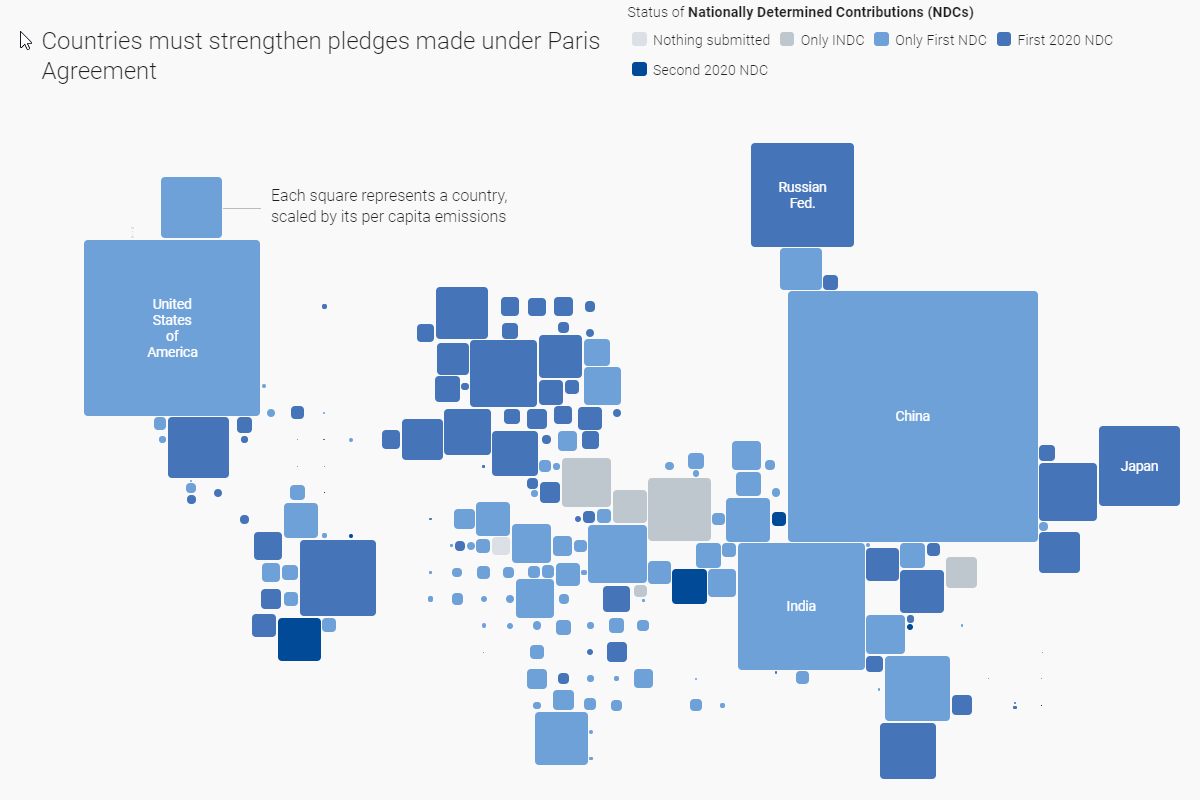 Status of Nationally Determined Contributions (NDCs)
Countries must strengthen pledges made under Paris
Agreement
Nothing submitted Only INDC Only First NDC First 2020 NDC
Second 2020 NDC
Russian
Fed.
Each square represents a country,
scaled by its per capita emissions
United
States
of
America
China
Japan
India